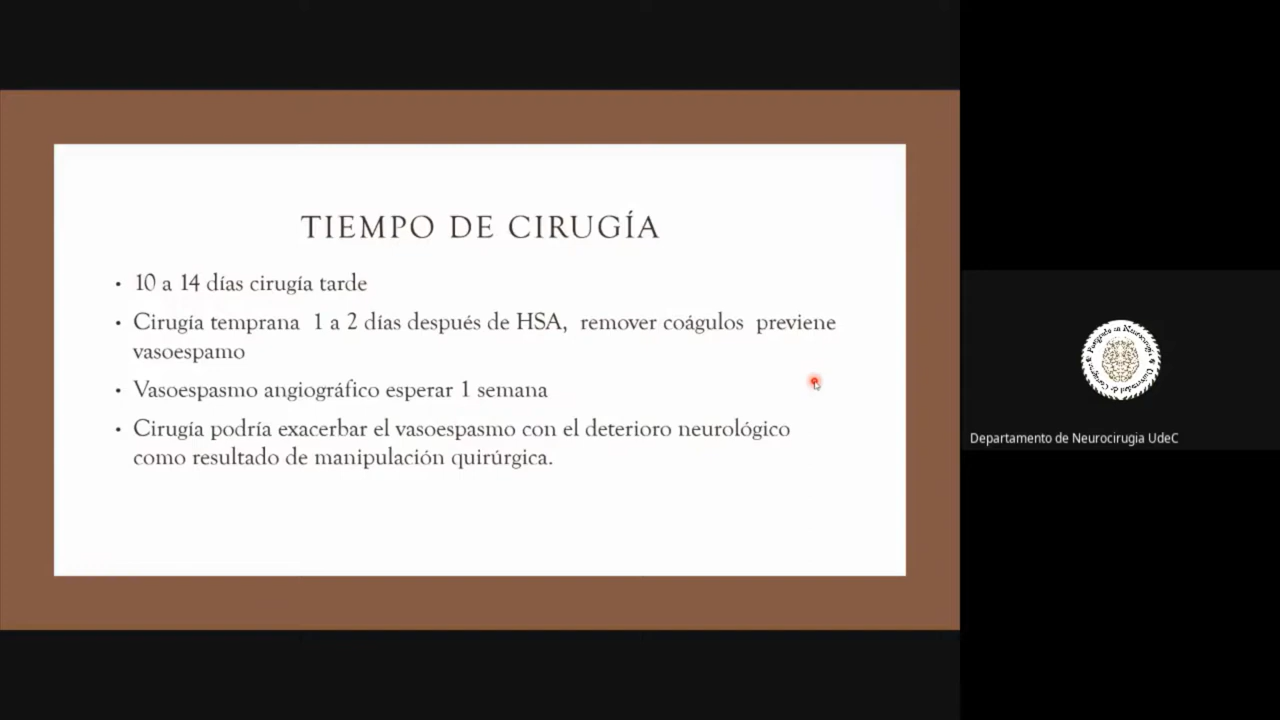 TIEMPO DE CIRUGÍA
• 10 a 14 días cirugía tarde
• Cirugía temprana 1 a 2 días después de HSA, remover coágulos previene
vasoespamo
• Vasoespasmo angiográfico esperar 1 semana
• Cirugía podría exacerbar el vasoespasmo con el deterioro neurológico
como resultado de manipulación quirúrgica.
Departamento de Neurocirugia UdeC